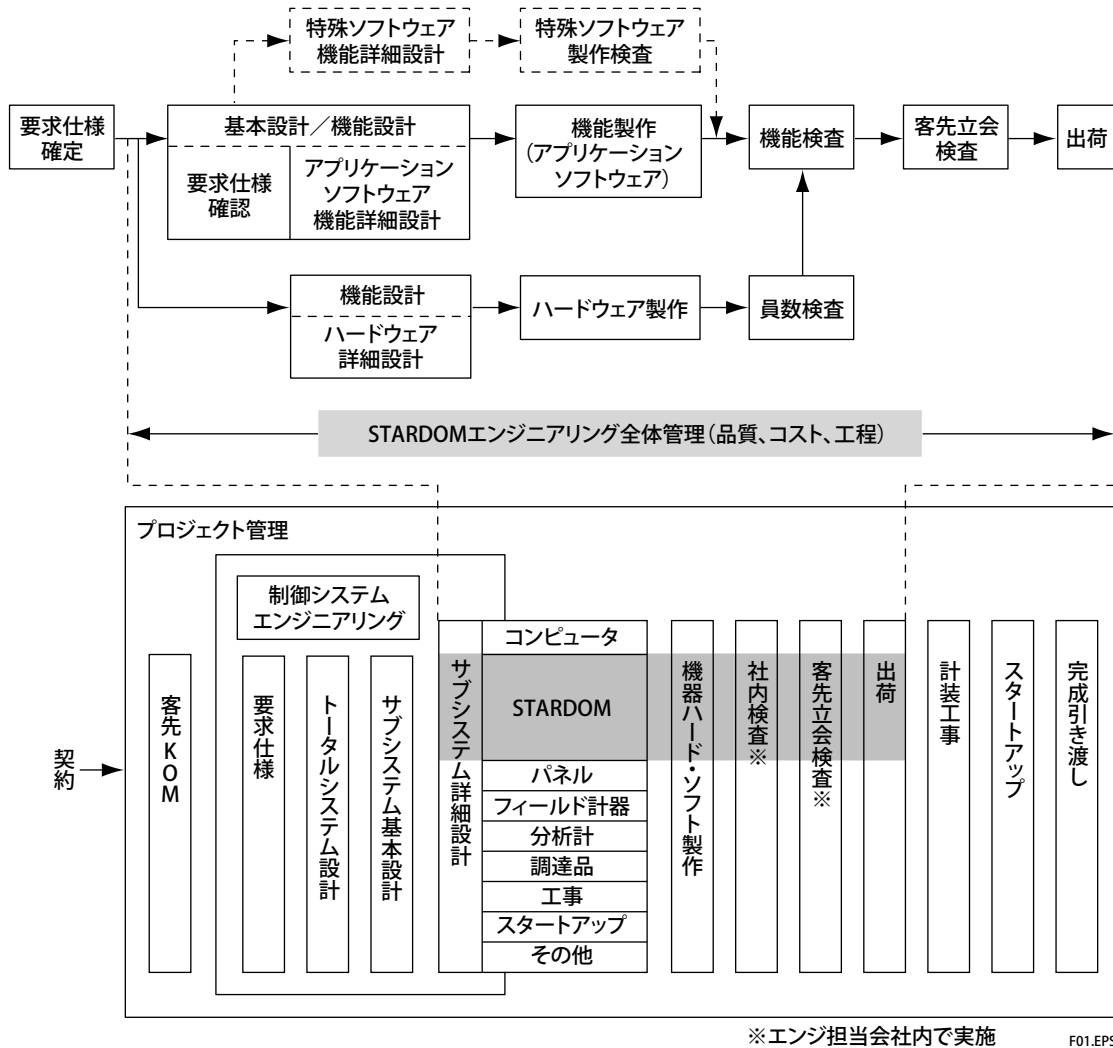 特殊ソフトウェア
機能詳細設計
特殊ソフトウェア
製作検査
要求仕様
確定
基本設計／機能設計
要求仕様
確認
アプリケーション
ソフトウェア
機能詳細設計
機能製作
（アプリケーション
ソフトウェア）
機能検査
客先立会
検査
出荷
機能設計
ハードウェア
詳細設計
ハードウェア製作
員数検査
STARDOMエンジニアリング全体管理（品質、コスト、工程）
プロジェクト管理
制御システム
エンジニアリング
契約
客先KOM
要求仕様
トータルシステム設計
サブシステム基本設計
サブシステム詳細設計
コンピュータ
STARDOM
パネル
フィールド計器
分析計
調達品
工事
スタートアップ
その他
機器ハード・ソフト製作
社内検査※
客先立会検査※
出荷
計装工事
スタートアップ
完成引き渡し
※エンジ担当会社内で実施
F01.EPS